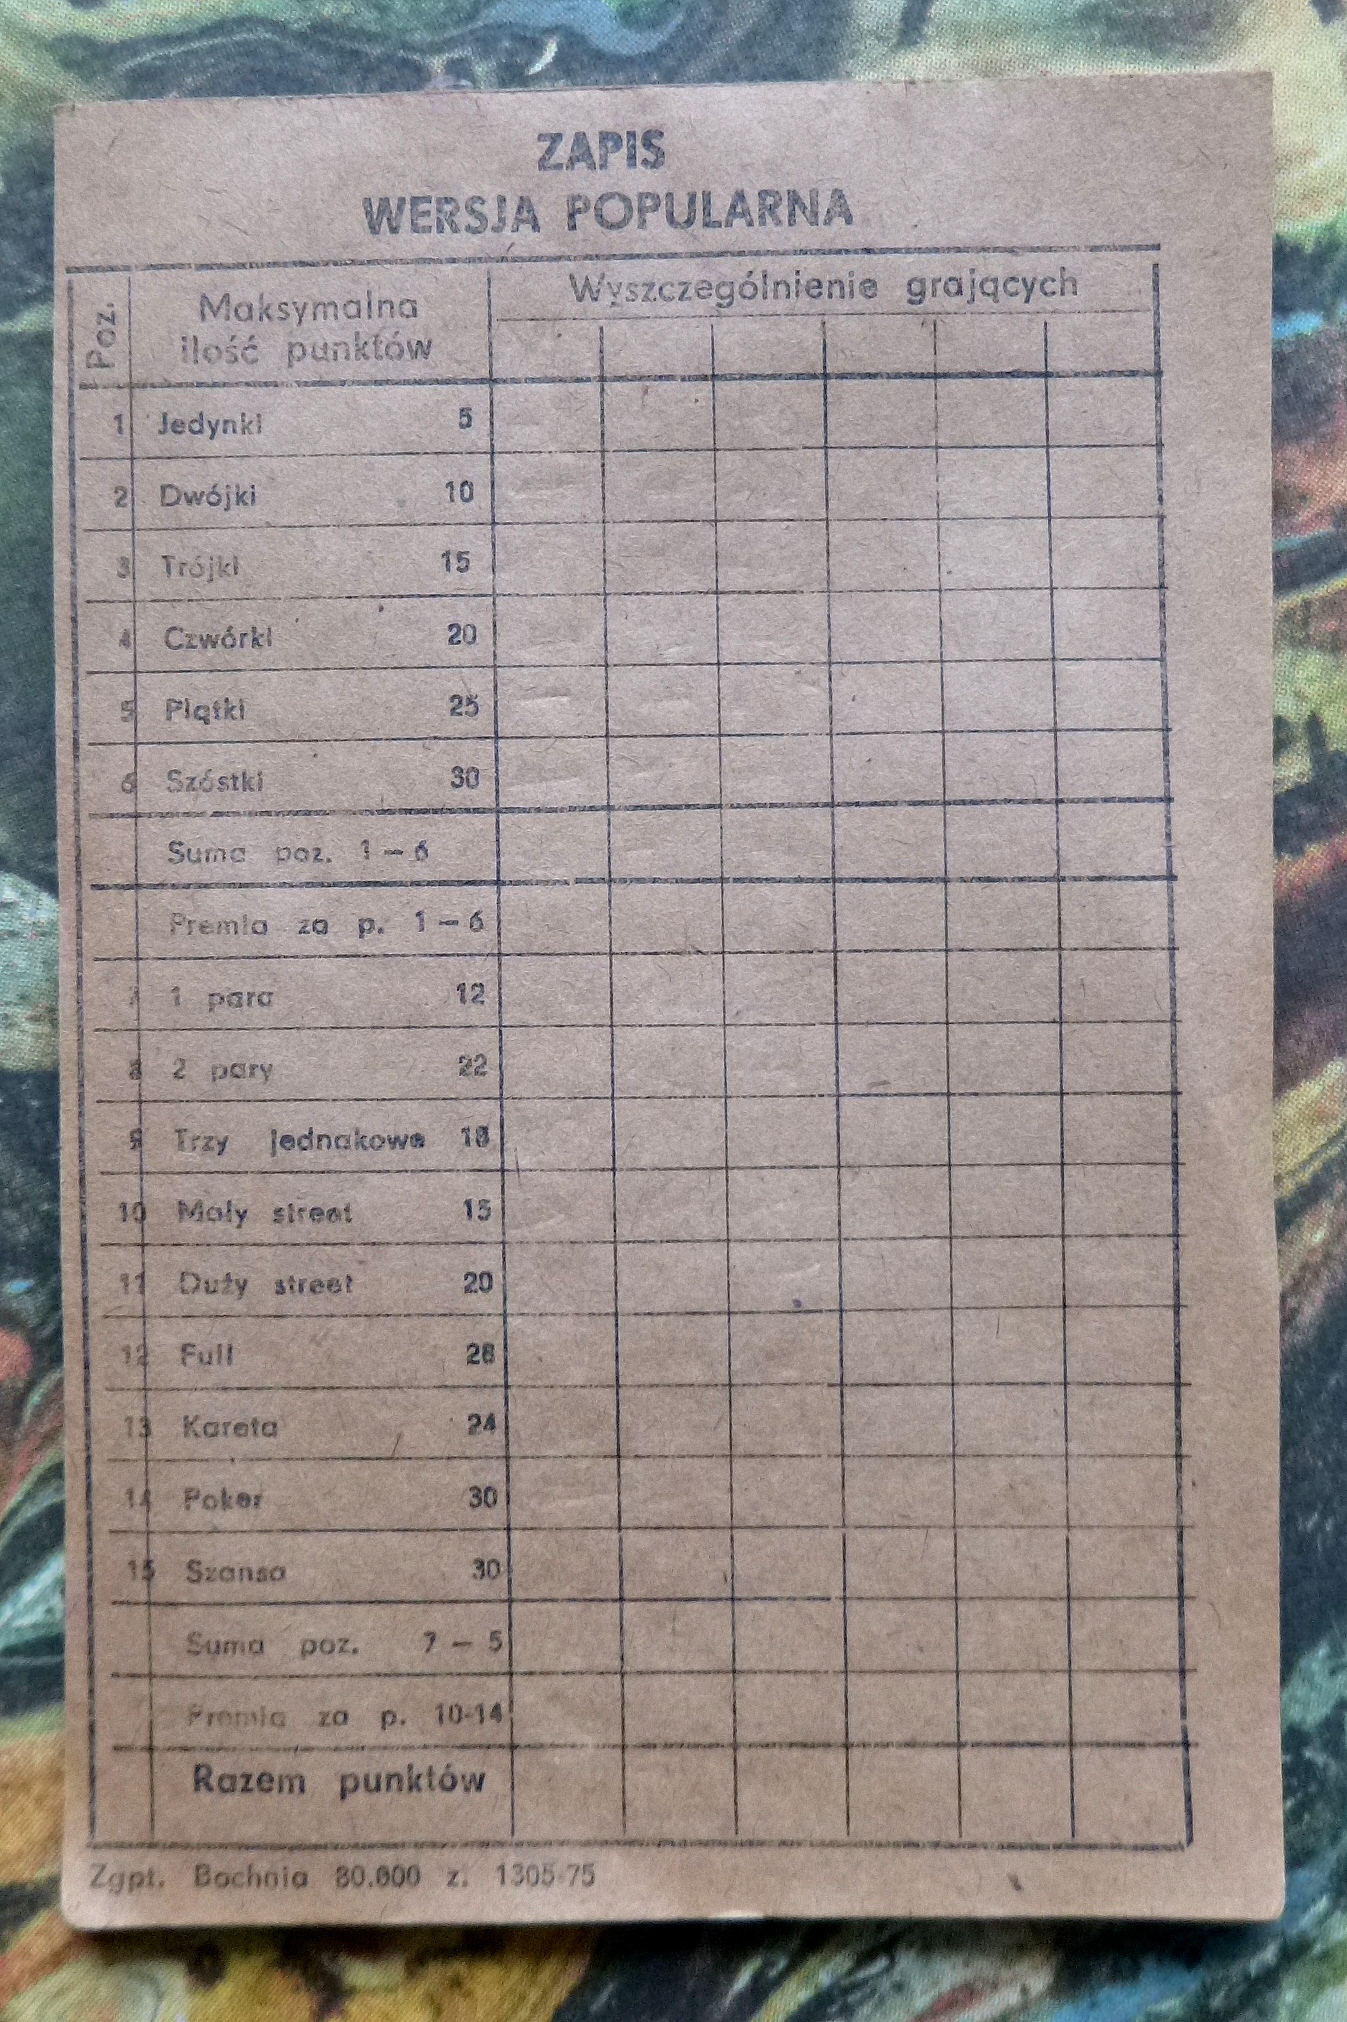 ZAPIS
WERSJA POPULARNA
Poz.
Maksymalna
ilość punktów
Wyszczególnienie grających
1 Jedynki 5
2 Dwójki 10
3 Trójki 15
4 Czwórki 20
5 Piątki 25
6 Szóstki 30
Suma poz. 1 – 6
Premia za p. 1 – 6
7 1 para 12
8 2 pary 22
9 Trzy jednakowe 18
10 Mały street 15
11 Duży street 20
12 Full 28
13 Kareta 24
14 Poker 30
15 Szansa 30
Suma poz. 7 – 5
Premia za p. 10-14
Razem punktów
Zgpt. Bochnia z. 1305-75